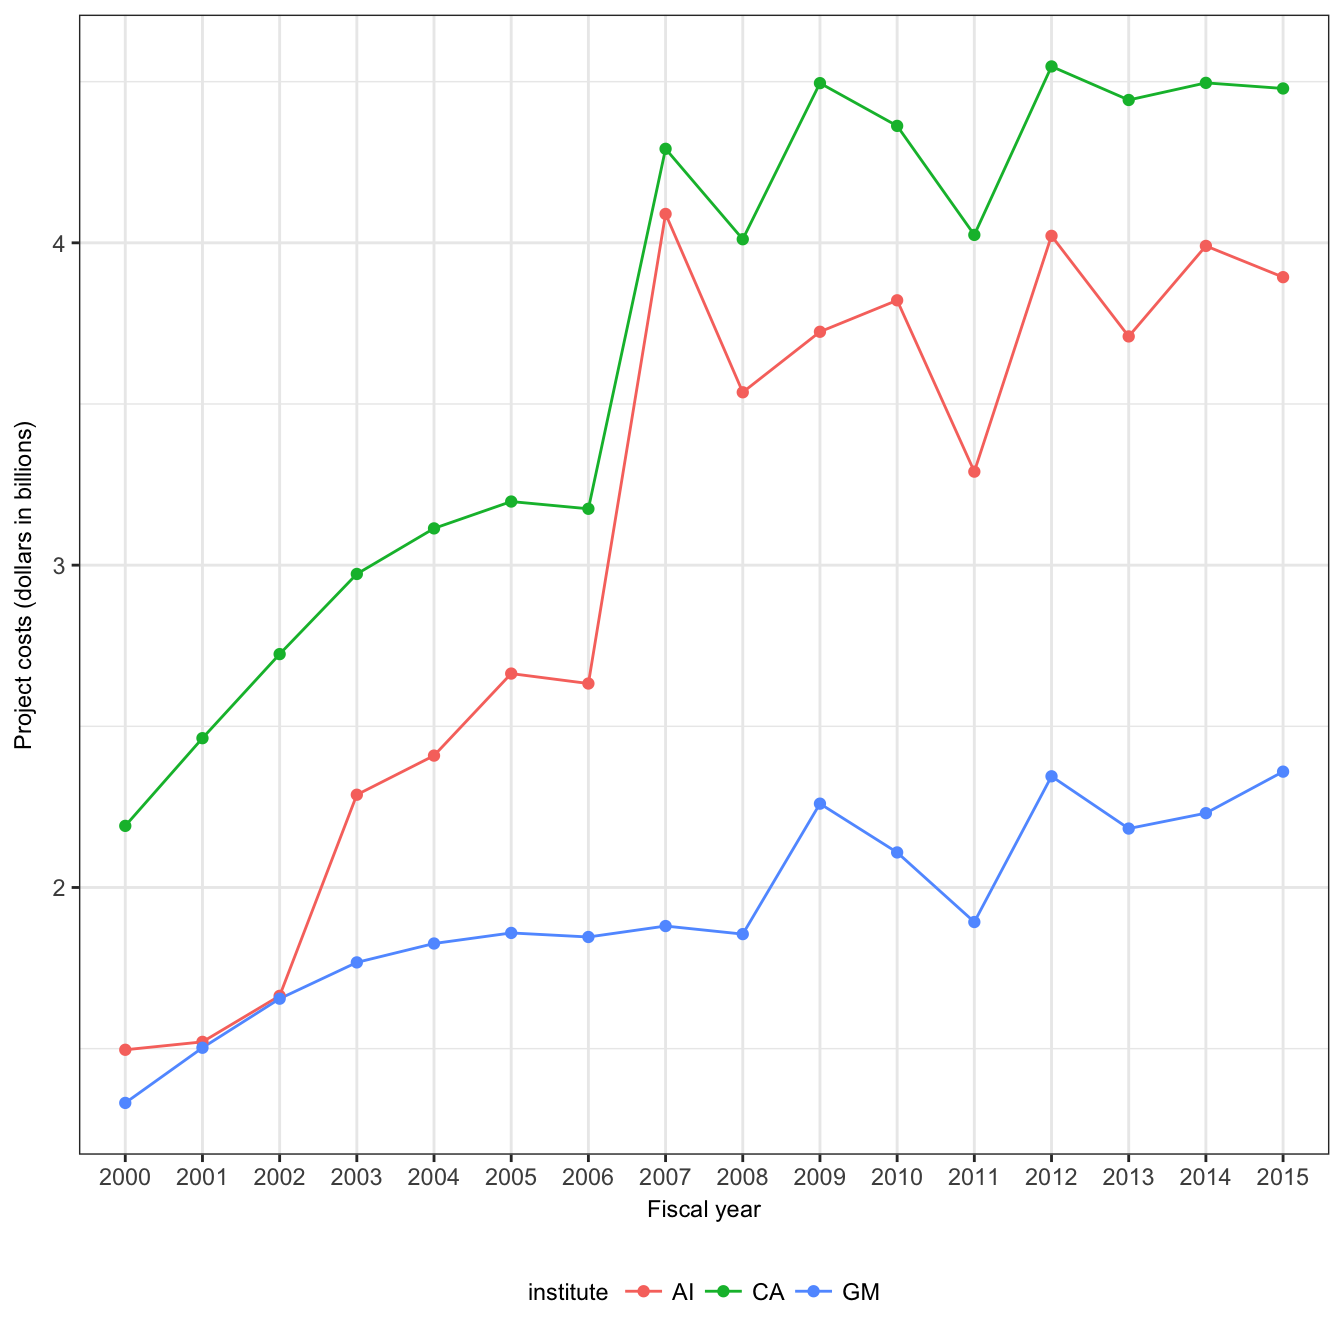 Project costs (dollars in billions)
4
3
2
2000 2001 2002 2003 2004 2005 2006 2007 2008 2009 2010 2011 2012 2013 2014 2015
Fiscal year
institute AI CA GM